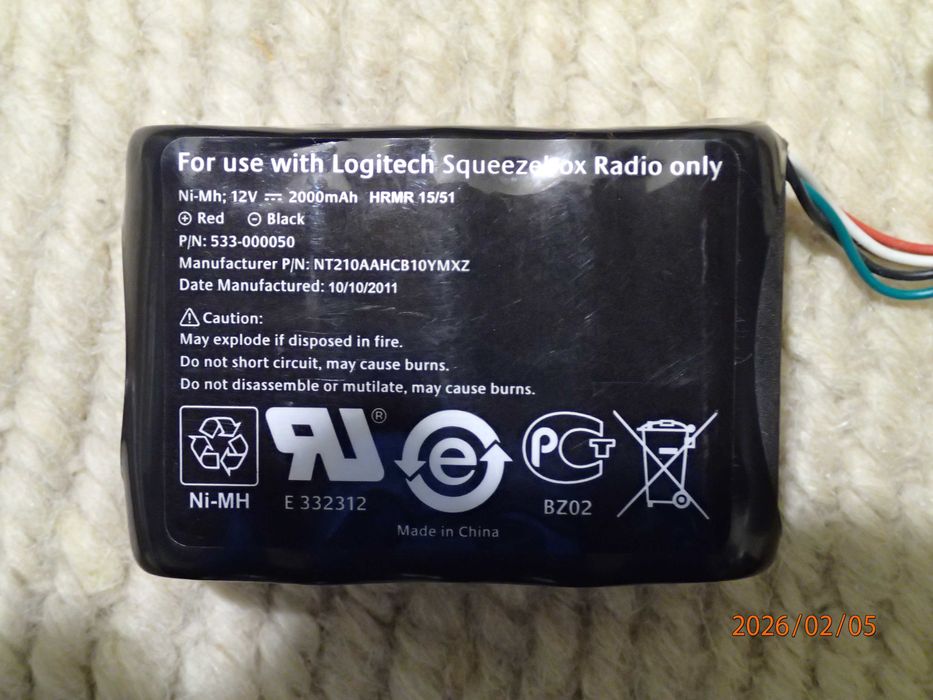 For use with Logitech Squeezebox Radio only
Ni-Mh; 12V ⎓ 2000mAh HRMR 15/51
⊕ Red ⊖ Black
P/N: 533-000050
Manufacturer P/N: NT210AAHCB10YMXZ
Date Manufactured: 10/10/2011
⚠ Caution:
May explode if disposed in fire.
Do not short circuit, may cause burns.
Do not disassemble or mutilate, may cause burns.
RU ®
e
PCT
Ni-MH
E 332312
BZ02
Made in China
2026/02/05